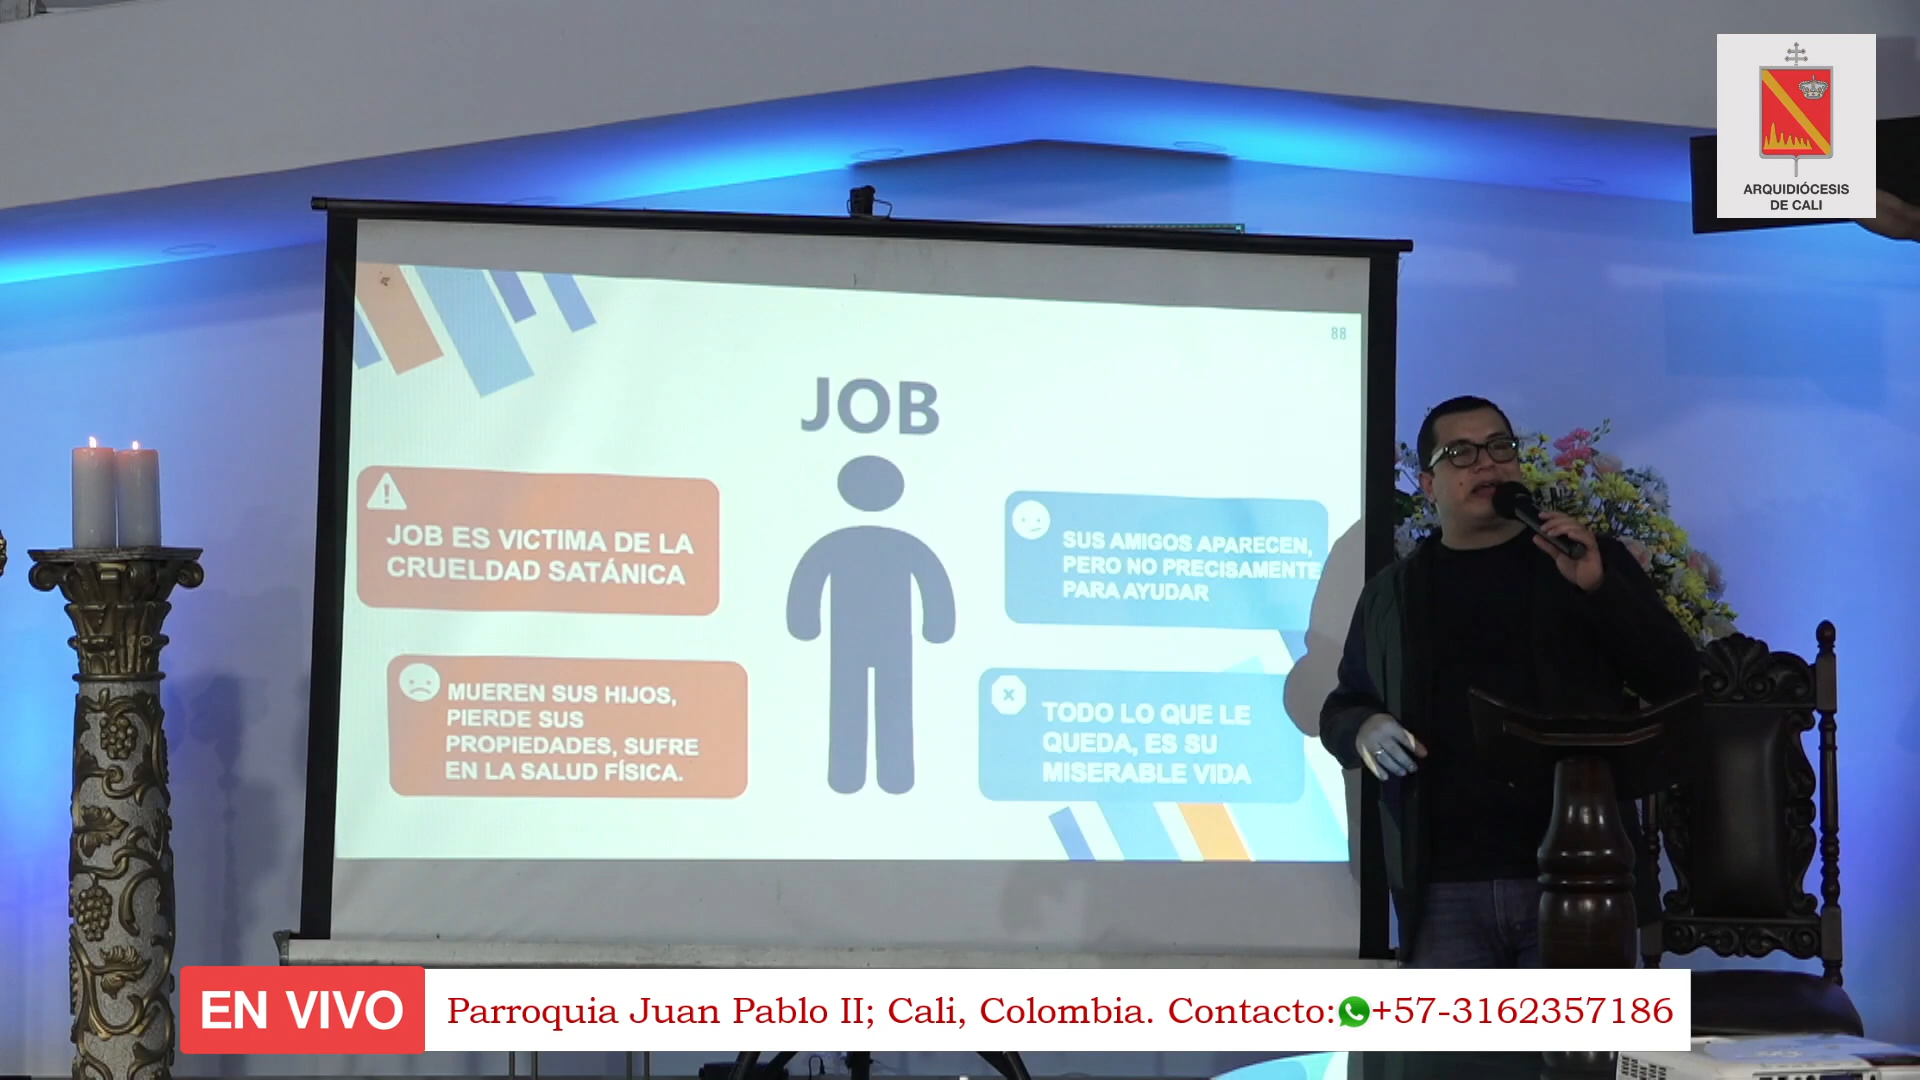 ARQUIDIÓCESIS
DE CALI
88
JOB
JOB ES VICTIMA DE LA
CRUELDAD SATÁNICA
SUS AMIGOS APARECEN,
PERO NO PRECISAMENTE
PARA AYUDAR
MUEREN SUS HIJOS,
PIERDE SUS
PROPIEDADES, SUFRE
EN LA SALUD FÍSICA.
TODO LO QUE LE
QUEDA, ES SU
MISERABLE VIDA
EN VIVO Parroquia Juan Pablo II; Cali, Colombia. Contacto:+57-3162357186